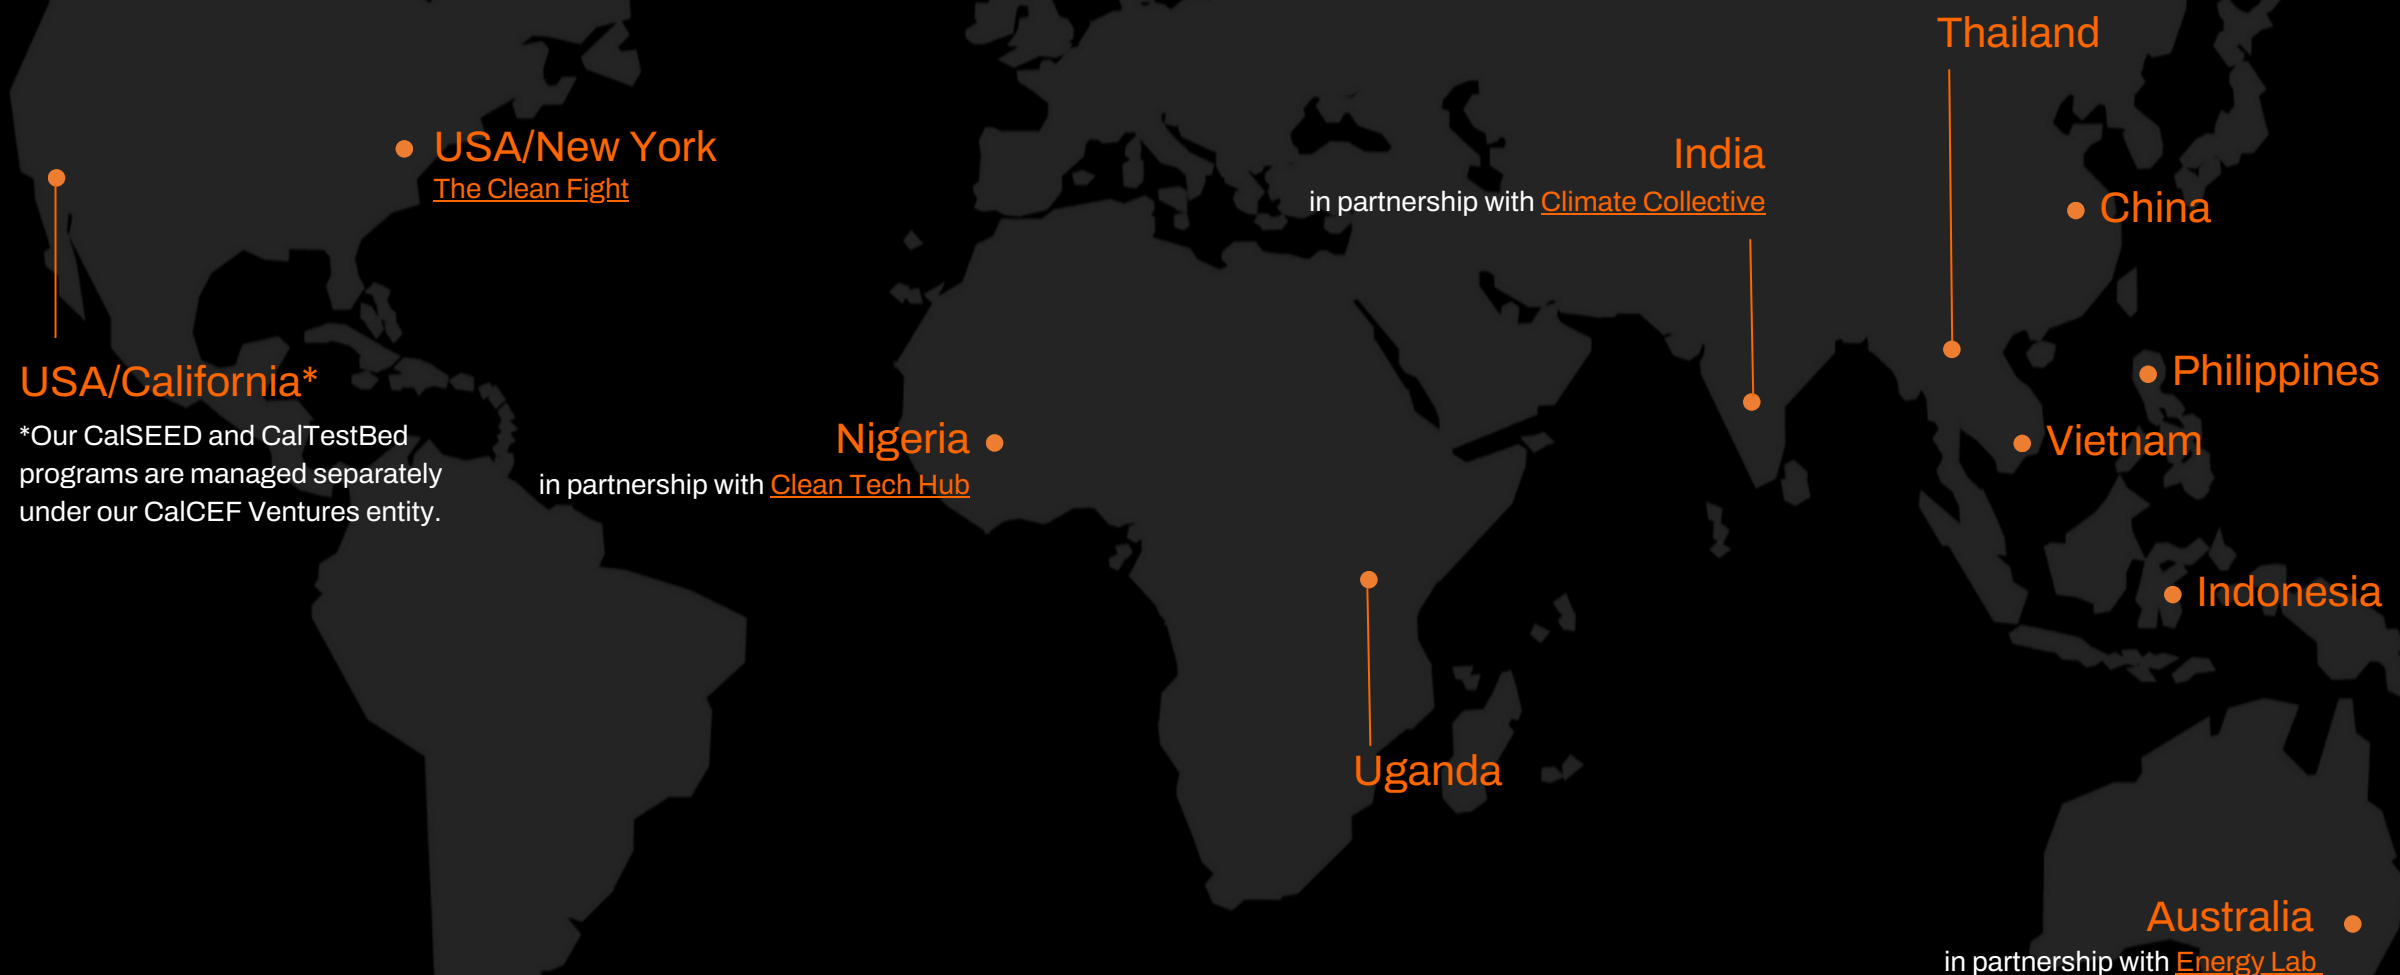 Thailand
USA/New York
The Clean Fight
India
in partnership with Climate Collective
China
USA/California*
*Our CalSEED and CalTestBed
programs are managed separately
under our CalCEF Ventures entity.
Philippines
Nigeria
in partnership with Clean Tech Hub
Vietnam
Indonesia
Uganda
Australia
in partnership with Energy Lab